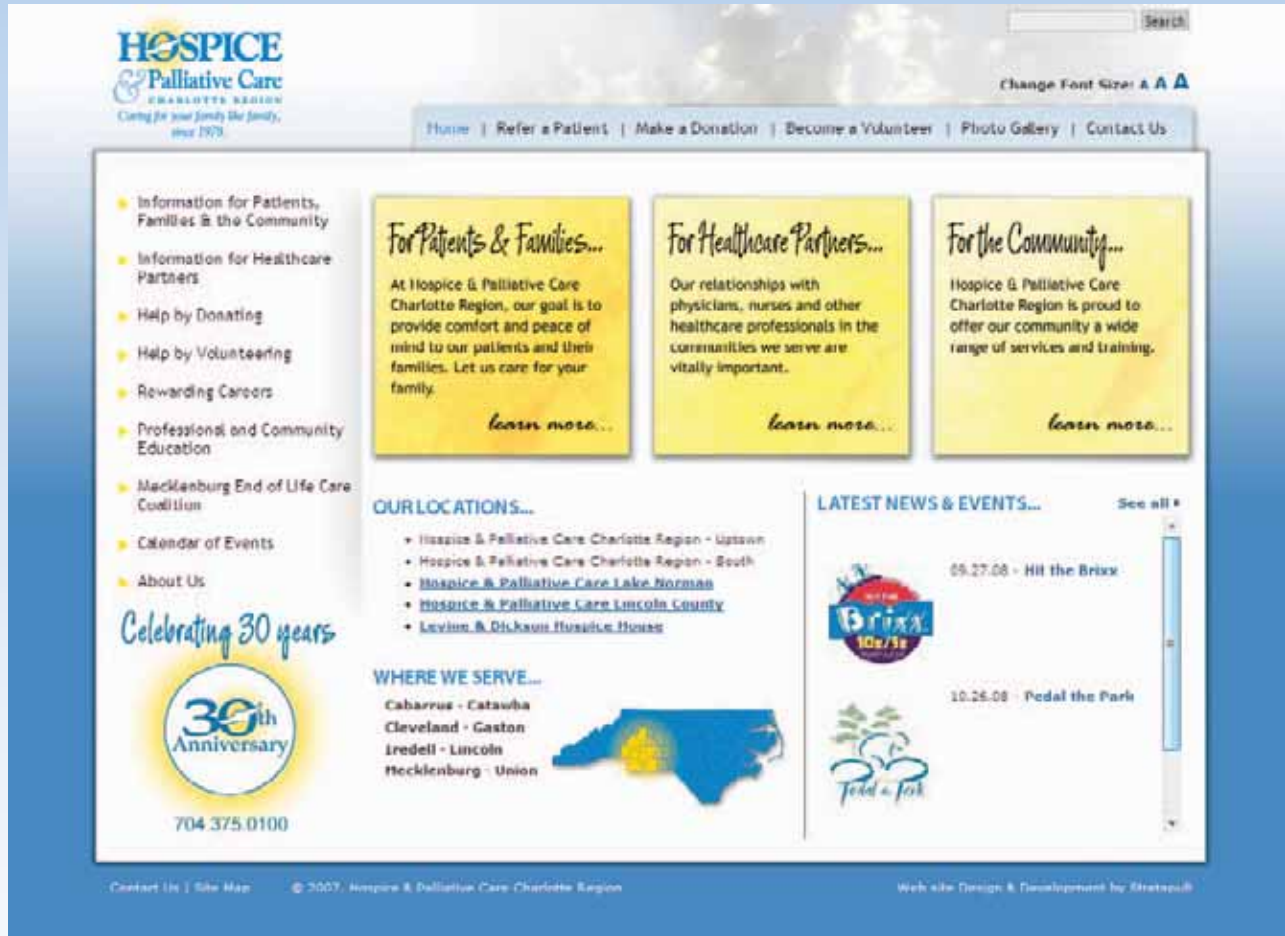 HOSPICE
& Palliative Care
CHARLOTTE REGION
Caring for your family like family,
since 1978.
Search
Change Font Size: A A A
Home | Refer a Patient | Make a Donation | Become a Volunteer | Photo Gallery | Contact Us
Information for Patients,
Families & the Community
Information for Healthcare
Partners
Help by Donating
Help by Volunteering
Rewarding Careers
Professional and Community
Education
Mecklenburg End of Life Care
Coalition
Calendar of Events
About Us
Celebrating 30 years
30th
Anniversary
704.375.0100
For Patients & Families...
At Hospice & Palliative Care
Charlotte Region, our goal is to
provide comfort and peace of
mind to our patients and their
families. Let us care for your
family.
learn more...
For Healthcare Partners...
Our relationships with
physicians, nurses and other
healthcare professionals in the
communities we serve are
vitally important.
learn more...
For the Community...
Hospice & Palliative Care
Charlotte Region is proud to
offer our community a wide
range of services and training.
learn more...
OUR LOCATIONS...
• Hospice & Palliative Care Charlotte Region - Uptown
• Hospice & Palliative Care Charlotte Region - South
• Hospice & Palliative Care Lake Norman
• Hospice & Palliative Care Lincoln County
• Levine & Dickson Hospice House
WHERE WE SERVE...
Cabarrus - Catawba
Cleveland - Gaston
Iredell - Lincoln
Mecklenburg - Union
LATEST NEWS & EVENTS...
See all
Brixx
10k/5k
09.27.08 - Hit the Brixx
Pedal the Park
10.26.08 - Pedal the Park
Contact Us | Site Map
© 2007. Hospice & Palliative Care Charlotte Region
Web site Design & Development by Stratapult